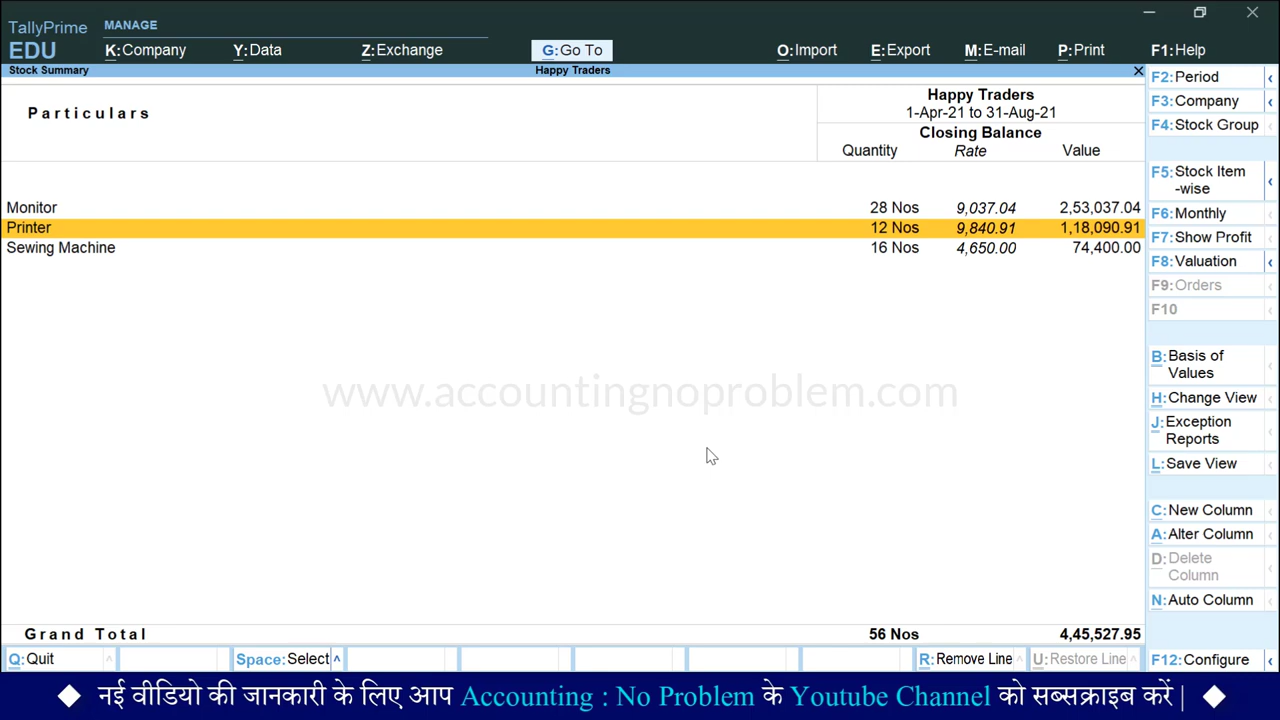 TallyPrime MANAGE
EDU K:Company Y:Data Z:Exchange G:Go To O:Import E:Export M:E-mail P:Print F1:Help
Stock Summary Happy Traders
F2:Period
F3:Company
F4:Stock Group
F5:Stock Item
-wise
F6:Monthly
F7:Show Profit
F8:Valuation
F9:Orders
F10
B:Basis of
Values
H:Change View
J:Exception
Reports
L:Save View
C:New Column
A:Alter Column
D:Delete
Column
N:Auto Column
F12:Configure
Particulars
Happy Traders
1-Apr-21 to 31-Aug-21
Closing Balance
Quantity Rate Value
Monitor 28 Nos 9,037.04 2,53,037.04
Printer 12 Nos 9,840.91 1,18,090.91
Sewing Machine 16 Nos 4,650.00 74,400.00
www.accountingnoproblem.com
Grand Total 56 Nos 4,45,527.95
Q:Quit Space:Select R:Remove Line U:Restore Line
नई वीडियो की जानकारी के लिए आप Accounting : No Problem के Youtube Channel को सब्सक्राइब करें |